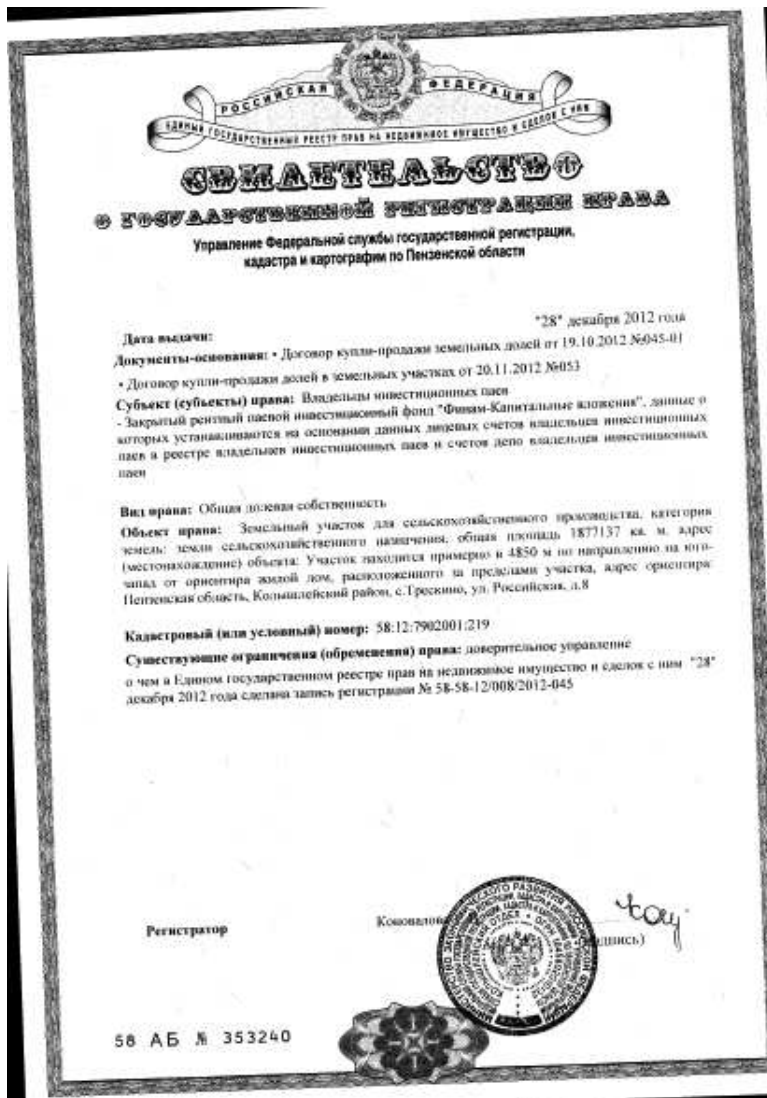 РОССИЙСКАЯ ФЕДЕРАЦИЯ
ЕДИНЫЙ ГОСУДАРСТВЕННЫЙ РЕЕСТР ПРАВ НА НЕДВИЖИМОЕ ИМУЩЕСТВО И СДЕЛОК С НИМ
СВИДЕТЕЛЬСТВО
О ГОСУДАРСТВЕННОЙ РЕГИСТРАЦИИ ПРАВА
Управление Федеральной службы государственной регистрации,
кадастра и картографии по Пензенской области
Дата выдачи: "28" декабря 2012 года
Документы-основания: • Договор купли-продажи земельных долей от 19.10.2012 №045-01
• Договор купли-продажи долей в земельных участках от 20.11.2012 №053
Субъект (субъекты) права: Владельцы инвестиционных паев
- Закрытый рентный паевой инвестиционный фонд "Финам-Капитальные вложения", данные о
которых устанавливаются на основании данных лицевых счетов владельцев инвестиционных
паев в реестре владельцев инвестиционных паев и счетов депо владельцев инвестиционных
паев
Вид права: Общая долевая собственность
Объект права: Земельный участок для сельскохозяйственного производства, категория
земель: земли сельскохозяйственного назначения, общая площадь 1877137 кв. м, адрес
(местонахождение) объекта: Участок находится примерно в 4850 м по направлению на юго-
запад от ориентира жилой дом, расположенного за пределами участка, адрес ориентира:
Пензенская область, Колышлейский район, с.Трескино, ул. Российская, д.8
Кадастровый (или условный) номер: 58:12:7902001:219
Существующие ограничения (обременения) права: доверительное управление
о чем в Едином государственном реестре прав на недвижимое имущество и сделок с ним "28"
декабря 2012 года сделана запись регистрации № 58-58-12/008/2012-045
Регистратор
58 АБ № 353240